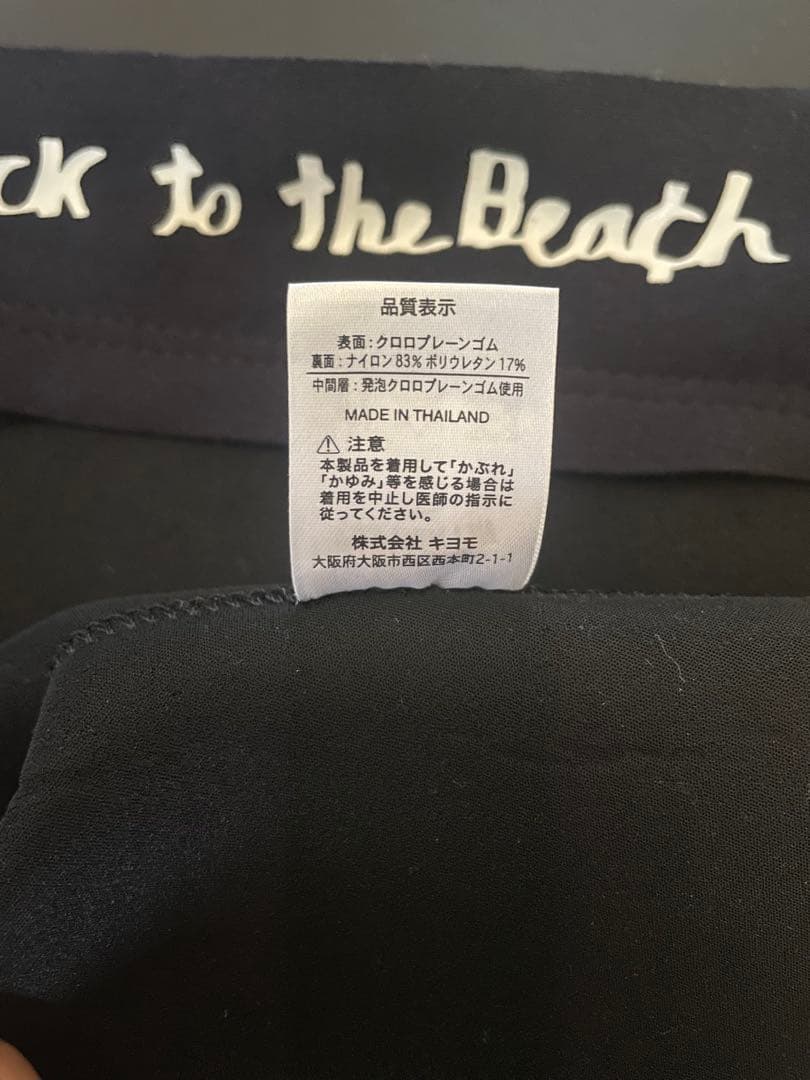 ck to the Beach
品質表示
表面:クロロプレーンゴム
裏面:ナイロン83% ポリウレタン17%
中間層:発泡クロロプレーンゴム使用
MADE IN THAILAND
⚠ 注意
本製品を着用して「かぶれ」
「かゆみ」等を感じる場合は
着用を中止し医師の指示に
従ってください。
株式会社 キヨモ
大阪府大阪市西区西本町2-1-1